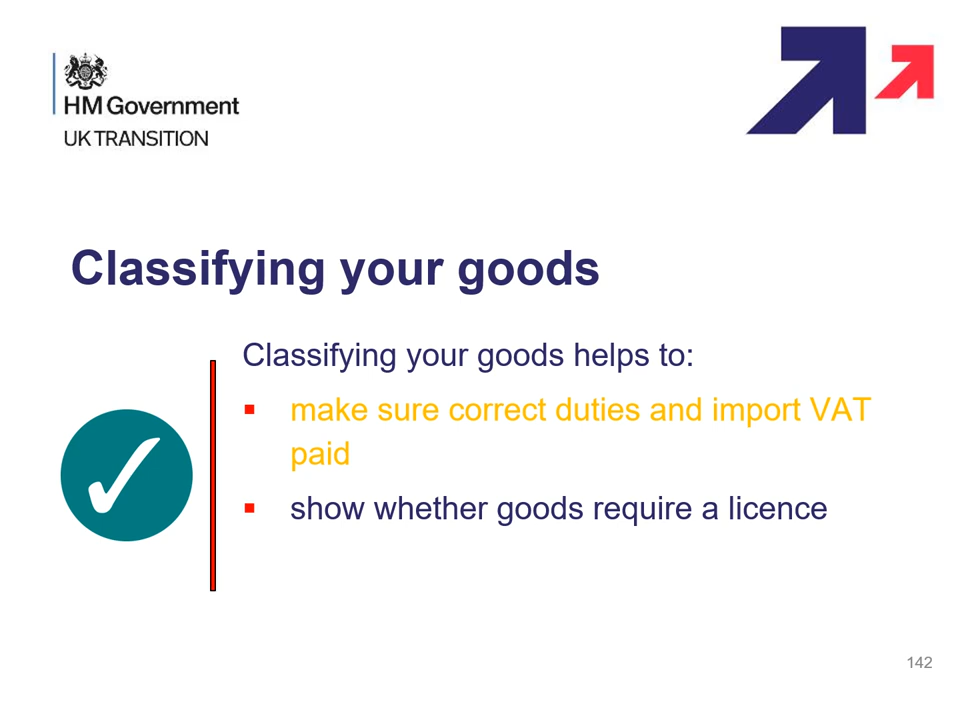 HM Government
UK TRANSITION
Classifying your goods
Classifying your goods helps to:
▪ make sure correct duties and import VAT
paid
▪ show whether goods require a licence
142